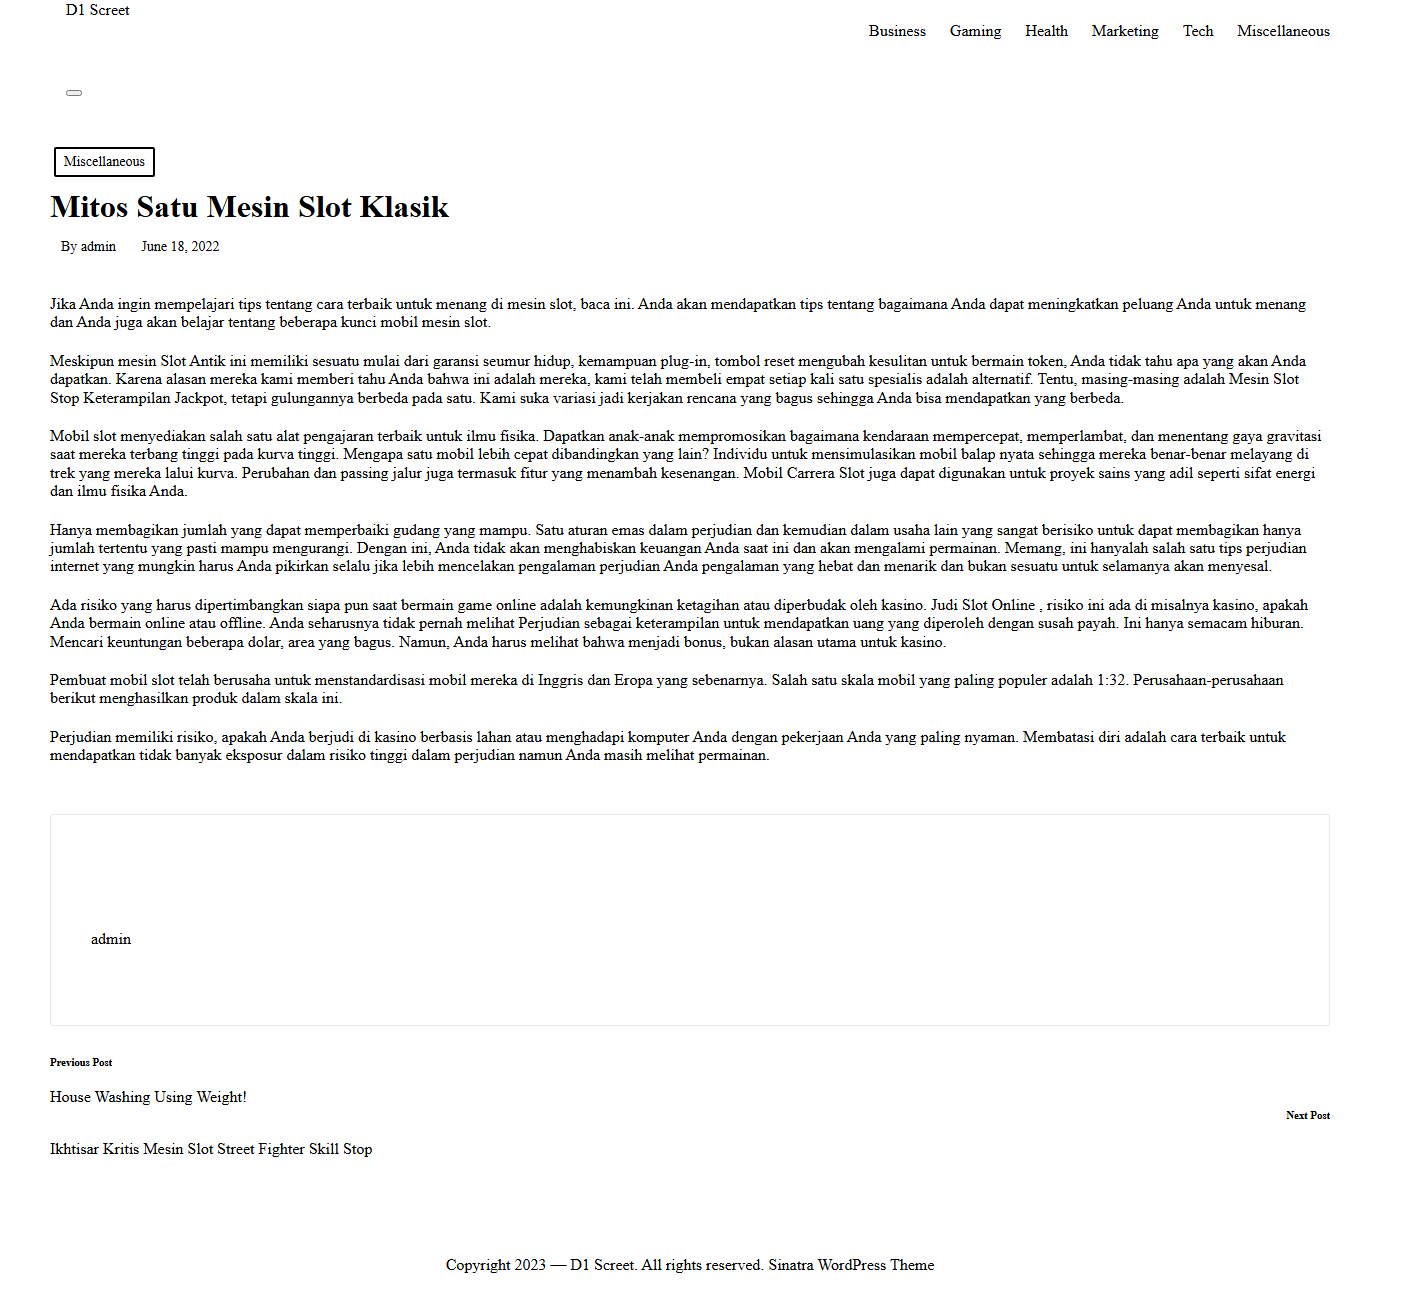 D1 Screet
Business Gaming Health Marketing Tech Miscellaneous
Miscellaneous
Mitos Satu Mesin Slot Klasik
By admin June 18, 2022
Jika Anda ingin mempelajari tips tentang cara terbaik untuk menang di mesin slot, baca ini. Anda akan mendapatkan tips tentang bagaimana Anda dapat meningkatkan peluang Anda untuk menang
dan Anda juga akan belajar tentang beberapa kunci mobil mesin slot.
Meskipun mesin Slot Antik ini memiliki sesuatu mulai dari garansi seumur hidup, kemampuan plug-in, tombol reset mengubah kesulitan untuk bermain token, Anda tidak tahu apa yang akan Anda
dapatkan. Karena alasan mereka kami memberi tahu Anda bahwa ini adalah mereka, kami telah membeli empat setiap kali satu spesialis adalah alternatif. Tentu, masing-masing adalah Mesin Slot
Stop Keterampilan Jackpot, tetapi gulungannya berbeda pada satu. Kami suka variasi jadi kerjakan rencana yang bagus sehingga Anda bisa mendapatkan yang berbeda.
Mobil slot menyediakan salah satu alat pengajaran terbaik untuk ilmu fisika. Dapatkan anak-anak mempromosikan bagaimana kendaraan mempercepat, memperlambat, dan menentang gaya gravitasi
saat mereka terbang tinggi pada kurva tinggi. Mengapa satu mobil lebih cepat dibandingkan yang lain? Individu untuk mensimulasikan mobil balap nyata sehingga mereka benar-benar melayang di
trek yang mereka lalui kurva. Perubahan dan passing jalur juga termasuk fitur yang menambah kesenangan. Mobil Carrera Slot juga dapat digunakan untuk proyek sains yang adil seperti sifat energi
dan ilmu fisika Anda.
Hanya membagikan jumlah yang dapat memperbaiki gudang yang mampu. Satu aturan emas dalam perjudian dan kemudian dalam usaha lain yang sangat berisiko untuk dapat membagikan hanya
jumlah tertentu yang pasti mampu mengurangi. Dengan ini, Anda tidak akan menghabiskan keuangan Anda saat ini dan akan mengalami permainan. Memang, ini hanyalah salah satu tips perjudian
internet yang mungkin harus Anda pikirkan selalu jika lebih mencelakan pengalaman perjudian Anda pengalaman yang hebat dan menarik dan bukan sesuatu untuk selamanya akan menyesal.
Ada risiko yang harus dipertimbangkan siapa pun saat bermain game online adalah kemungkinan ketagihan atau diperbudak oleh kasino. Judi Slot Online , risiko ini ada di misalnya kasino, apakah
Anda bermain online atau offline. Anda seharusnya tidak pernah melihat Perjudian sebagai keterampilan untuk mendapatkan uang yang diperoleh dengan susah payah. Ini hanya semacam hiburan.
Mencari keuntungan beberapa dolar, area yang bagus. Namun, Anda harus melihat bahwa menjadi bonus, bukan alasan utama untuk kasino.
Pembuat mobil slot telah berusaha untuk menstandardisasi mobil mereka di Inggris dan Eropa yang sebenarnya. Salah satu skala mobil yang paling populer adalah 1:32. Perusahaan-perusahaan
berikut menghasilkan produk dalam skala ini.
Perjudian memiliki risiko, apakah Anda berjudi di kasino berbasis lahan atau menghadapi komputer Anda dengan pekerjaan Anda yang paling nyaman. Membatasi diri adalah cara terbaik untuk
mendapatkan tidak banyak eksposur dalam risiko tinggi dalam perjudian namun Anda masih melihat permainan.
admin
Previous Post
House Washing Using Weight!
Next Post
Ikhtisar Kritis Mesin Slot Street Fighter Skill Stop
Copyright 2023 — D1 Screet. All rights reserved. Sinatra WordPress Theme